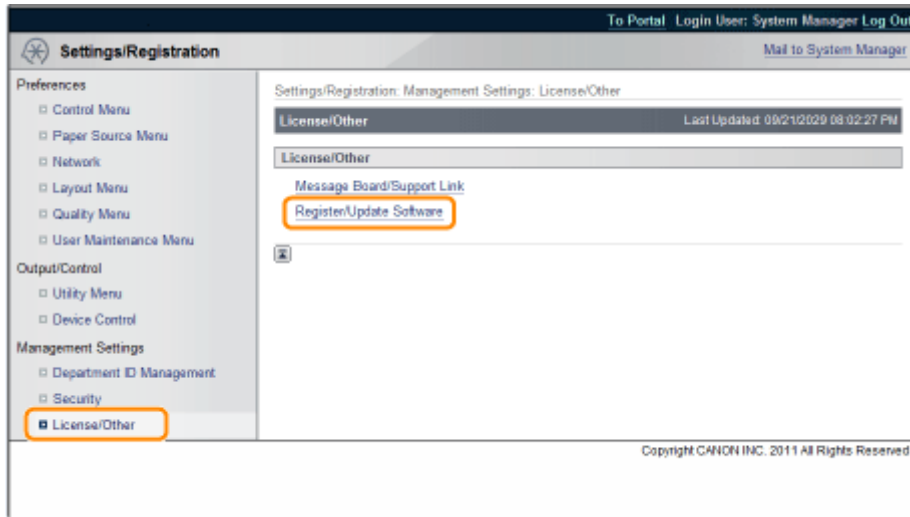 To Portal Login User: System Manager Log Out
Settings/Registration
Mail to System Manager
Preferences
Control Menu
Paper Source Menu
Network
Layout Menu
Quality Menu
User Maintenance Menu
Output/Control
Utility Menu
Device Control
Management Settings
Department ID Management
Security
License/Other
Settings/Registration: Management Settings: License/Other
License/Other
Last Updated: 09/21/2029 08:02:27 PM
License/Other
Message Board/Support Link
Register/Update Software
Copyright CANON INC. 2011 All Rights Reserved